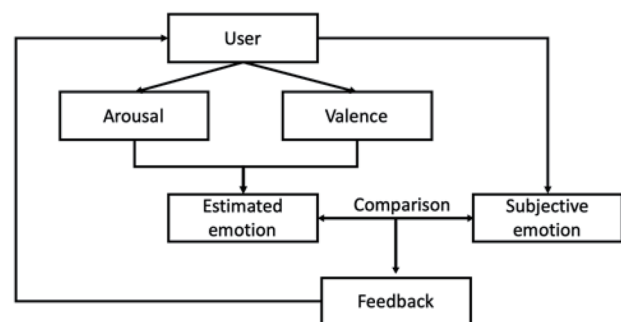 User
Arousal
Valence
Estimated
emotion
Comparison
Subjective
emotion
Feedback